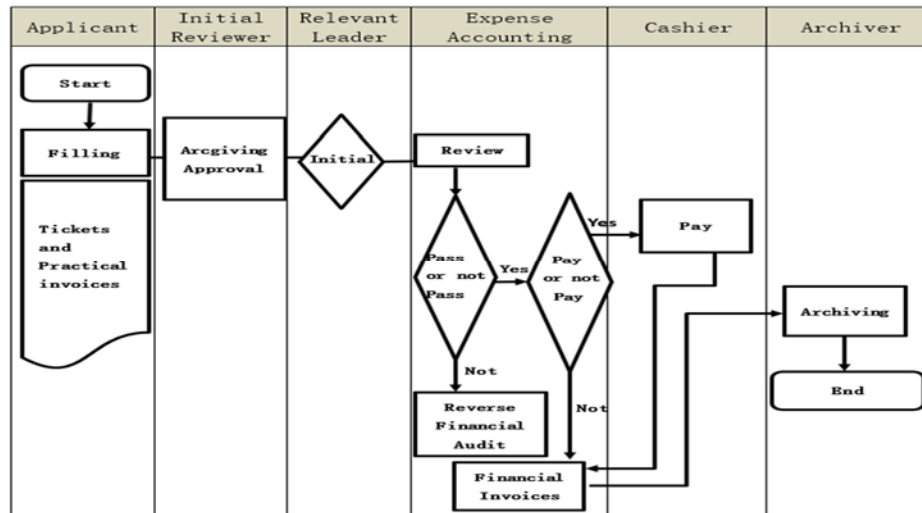 Applicant
Initial
Reviewer
Relevant
Leader
Expense
Accounting
Cashier
Archiver
Start
Filling
Tickets
and
Practical
invoices
Arcgiving
Approval
Initial
Review
Pass
or not
Pass
Yes
Not
Reverse
Financial
Audit
Pay
or not
Pay
Yes
Not
Financial
Invoices
Pay
Archiving
End